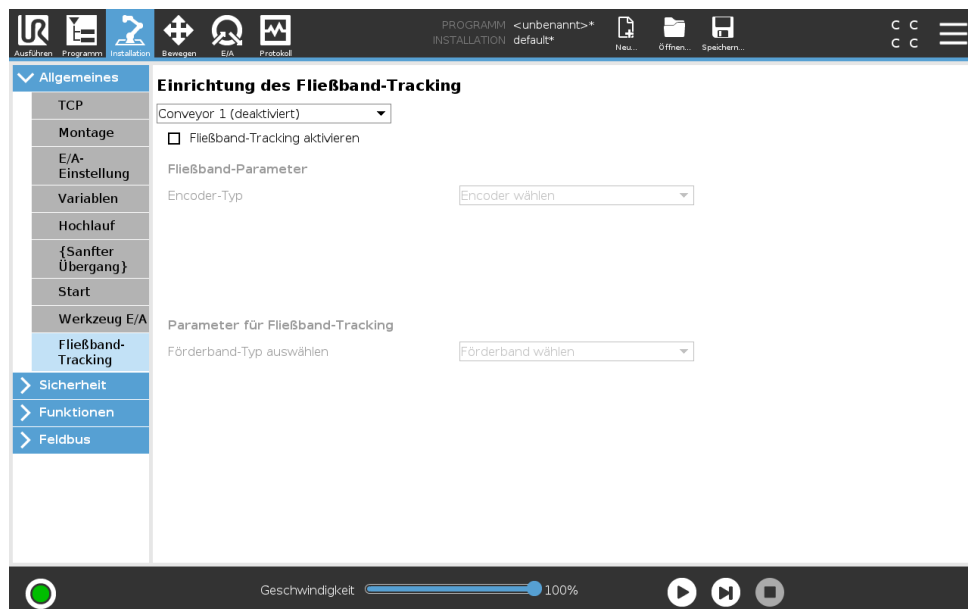 PROGRAMM <unbenannt>*
INSTALLATION default*
C C
C C
Ausführen Programm Installation Bewegen E/A Protokoll Neu... Öffnen... Speichern...
Allgemeines
TCP
Montage
E/A-
Einstellung
Variablen
Hochlauf
{Sanfter
Übergang}
Start
Werkzeug E/A
Fließband-
Tracking
Sicherheit
Funktionen
Feldbus
Einrichtung des Fließband-Tracking
Conveyor 1 (deaktiviert)
Fließband-Tracking aktivieren
Fließband-Parameter
Encoder-Typ Encoder wählen
Parameter für Fließband-Tracking
Förderband-Typ auswählen Förderband wählen
Geschwindigkeit 100%